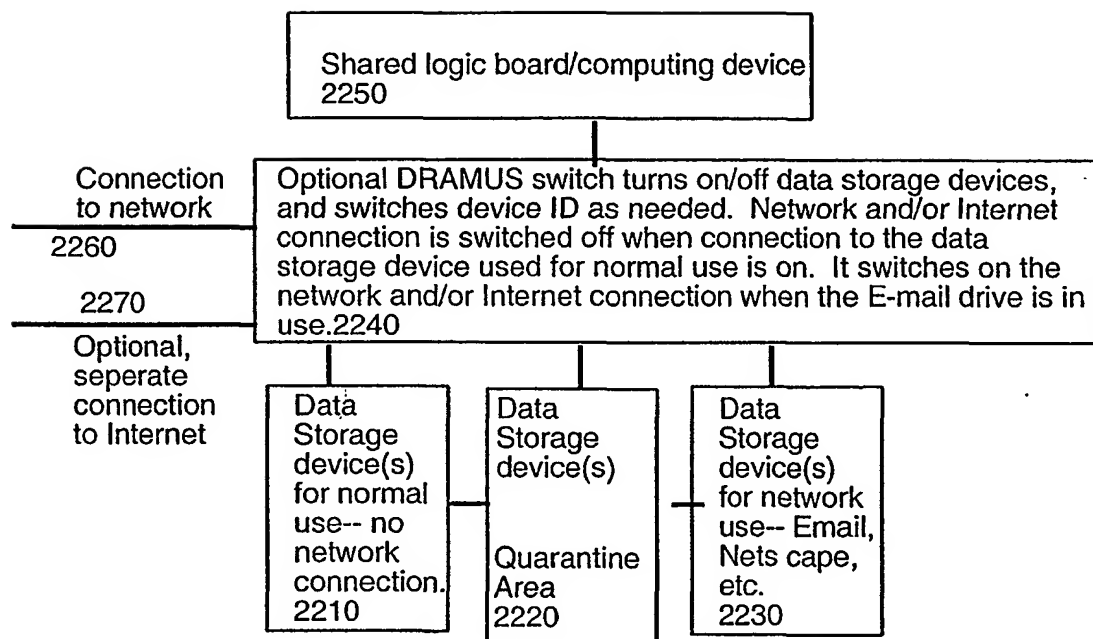 Shared logic board/computing device
2250
Connection
to network
2260
2270
Optional,
seperate
connection
to Internet
Optional DRAMUS switch turns on/off data storage devices,
and switches device ID as needed. Network and/or Internet
connection is switched off when connection to the data
storage device used for normal use is on. It switches on the
network and/or Internet connection when the E-mail drive is in
use.2240
Data
Storage
device(s)
for normal
use-- no
network
connection.
2210
Data
Storage
device(s)
Quarantine
Area
2220
Data
Storage
device(s)
for network
use-- Email,
Nets cape,
etc.
2230